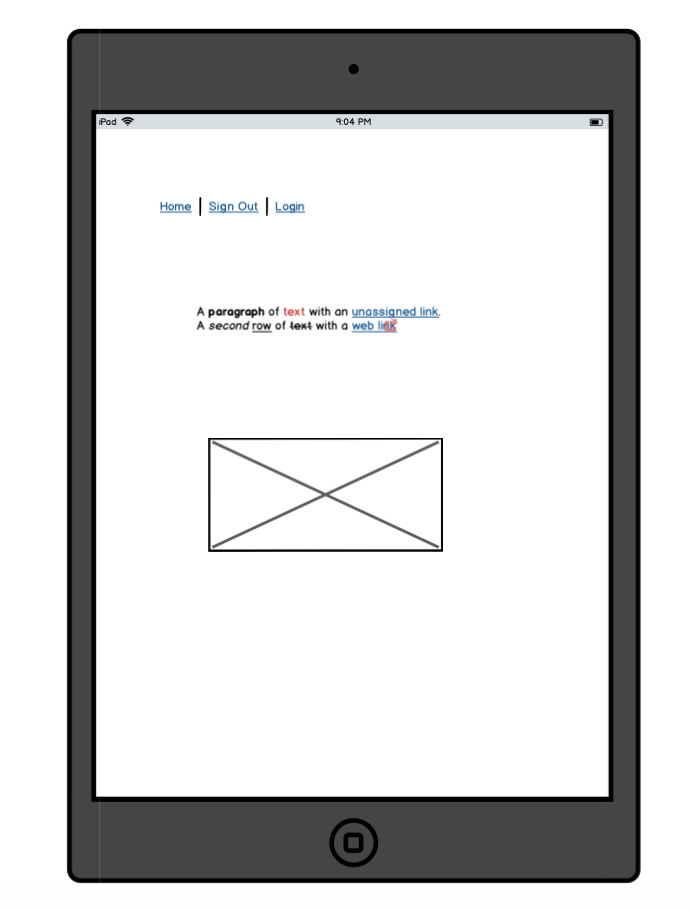 iPad 9:04 PM
Home | Sign Out | Login
A paragraph of text with an unassigned link.
A second row of text with a web link